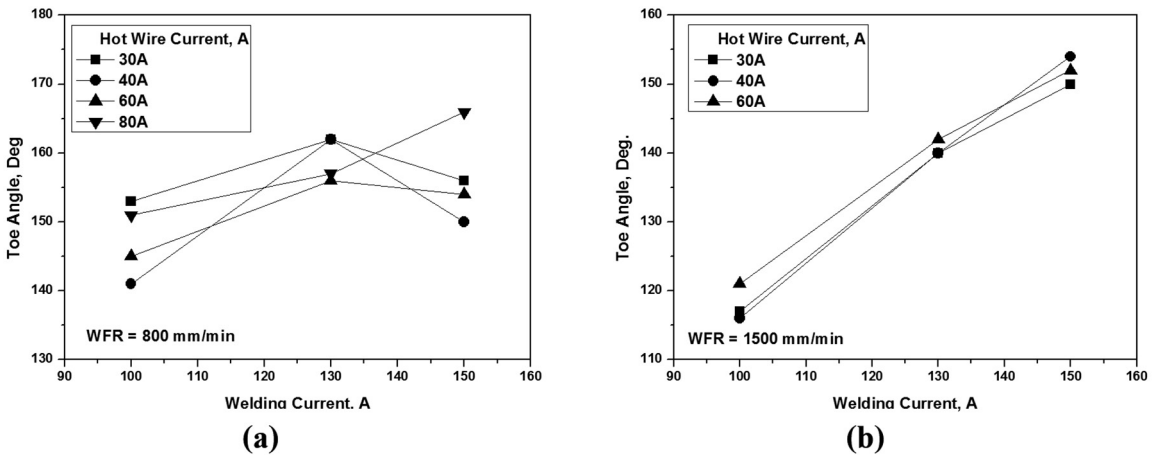 180
170
160
150
140
130
Toe Angle, Deg
Hot Wire Current, A
30A
40A
60A
80A
WFR = 800 mm/min
90 100 110 120 130 140 150 160
Welding Current, A
(a)
160
150
140
130
120
110
Toe Angle, Deg.
Hot Wire Current, A
30A
40A
60A
WFR = 1500 mm/min
90 100 110 120 130 140 150 160
Welding Current, A
(b)